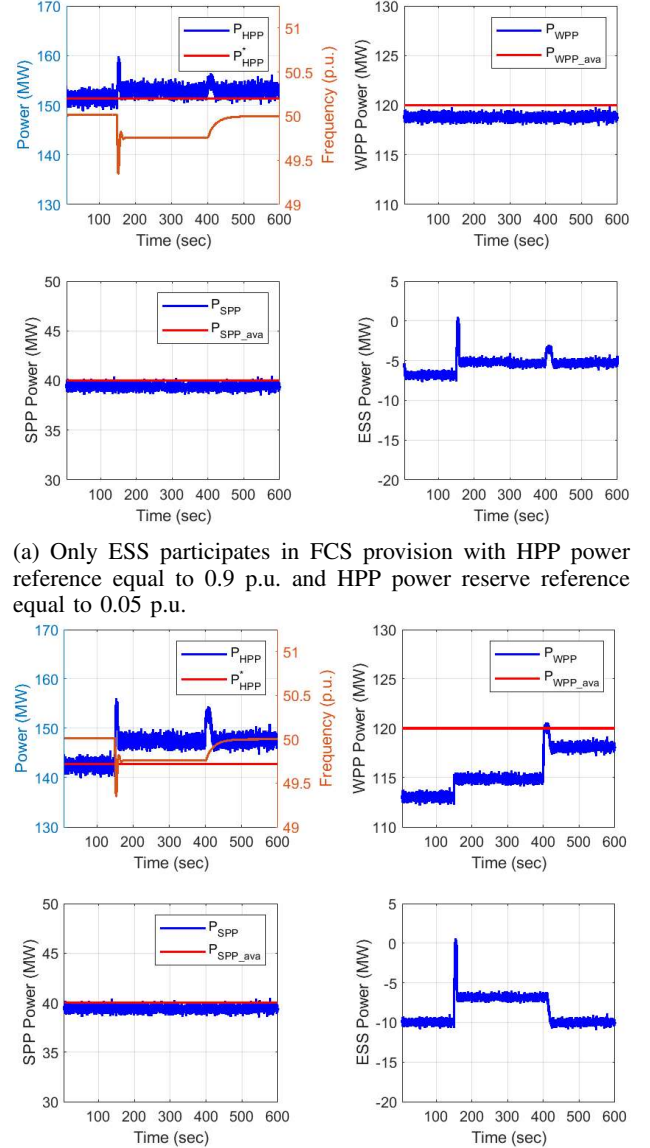 170
160
150
140
130
Power (MW)
P_HPP
P*_HPP
51
50.5
50
49.5
49
Frequency (p.u.)
100 200 300 400 500 600
Time (sec)
130
125
120
115
110
WPP Power (MW)
P_WPP
P_WPP_ava
100 200 300 400 500 600
Time (sec)
50
45
40
35
30
SPP Power (MW)
P_SPP
P_SPP_ava
100 200 300 400 500 600
Time (sec)
5
0
-5
-10
-15
-20
ESS Power (MW)
100 200 300 400 500 600
Time (sec)
(a) Only ESS participates in FCS provision with HPP power
reference equal to 0.9 p.u. and HPP power reserve reference
equal to 0.05 p.u.
170
160
150
140
130
Power (MW)
P_HPP
P*_HPP
51
50.5
50
49.5
49
Frequency (p.u.)
100 200 300 400 500 600
Time (sec)
130
125
120
115
110
WPP Power (MW)
P_WPP
P_WPP_ava
100 200 300 400 500 600
Time (sec)
50
45
40
35
30
SPP Power (MW)
P_SPP
P_SPP_ava
100 200 300 400 500 600
Time (sec)
5
0
-5
-10
-15
-20
ESS Power (MW)
100 200 300 400 500 600
Time (sec)